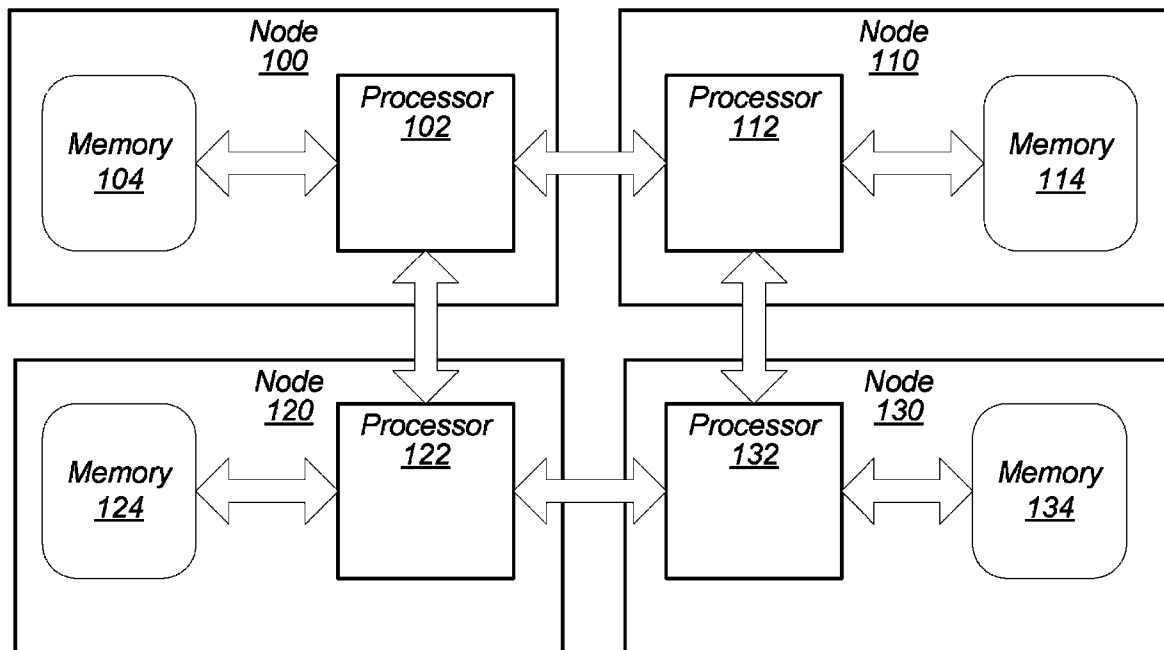 Node
100
Memory
104
Processor
102
Node
110
Processor
112
Memory
114
Node
120
Memory
124
Processor
122
Node
130
Processor
132
Memory
134